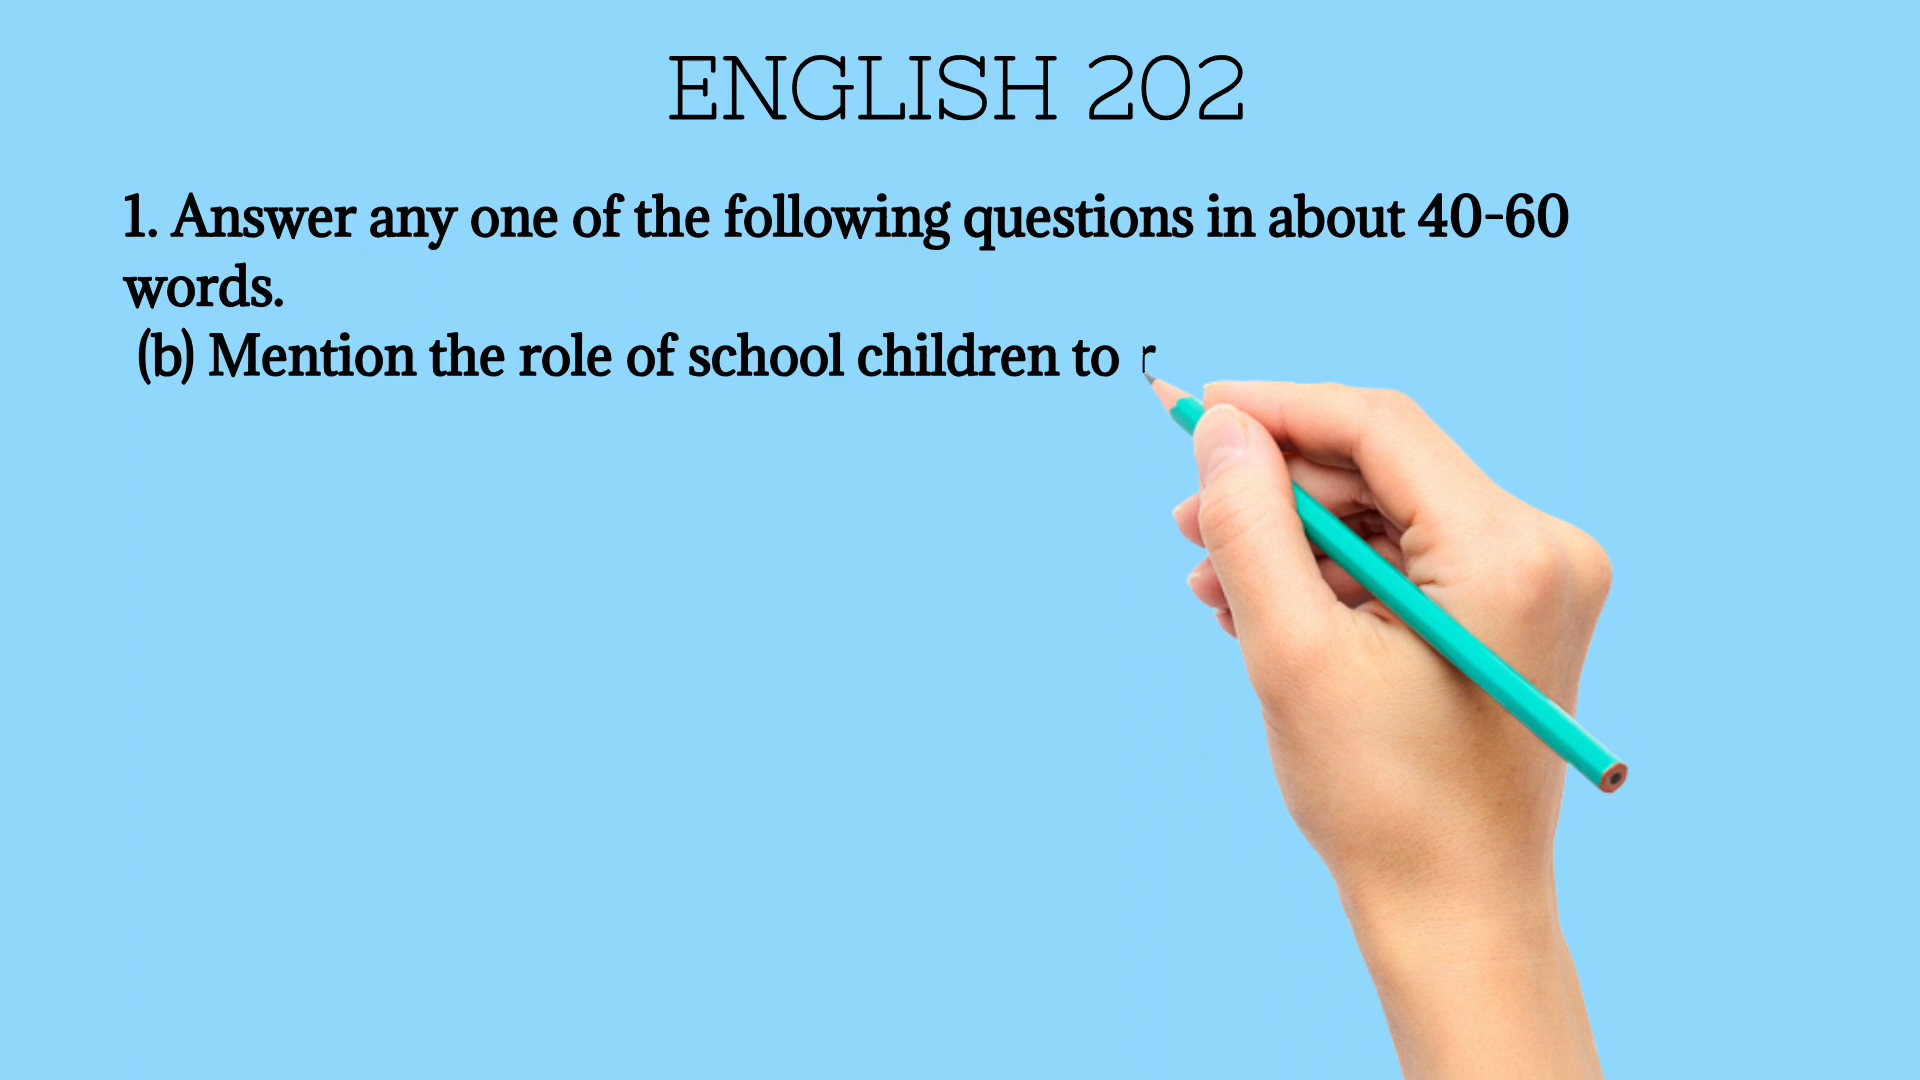 ENGLISH 202
1. Answer any one of the following questions in about 40-60
words.
(b) Mention the role of school children to r